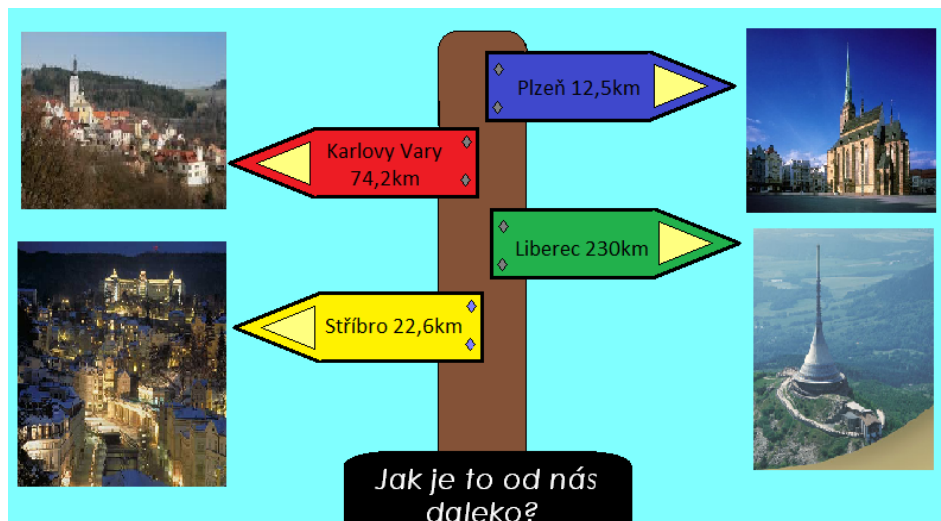 Plzeň 12,5km
Karlovy Vary
74,2km
Liberec 230km
Stříbro 22,6km
Jak je to od nás
daleko?